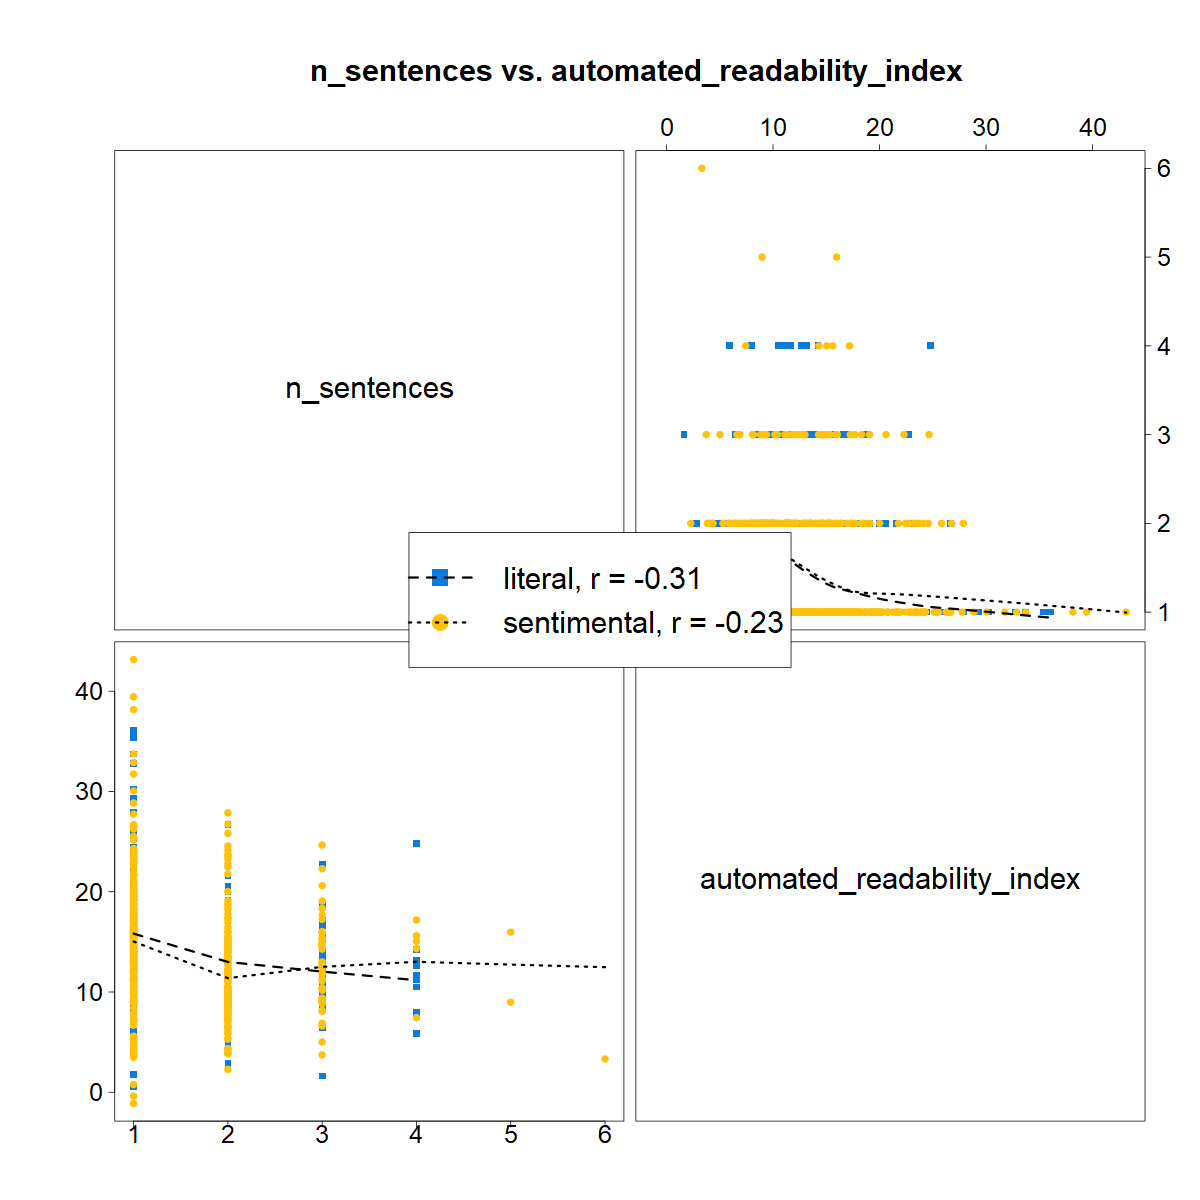 n_sentences vs. automated_readability_index
0 10 20 30 40
6
5
n_sentences
4
3
2
literal, r = -0.31
sentimental, r = -0.23
1
40
30
20
automated_readability_index
10
0
1 2 3 4 5 6